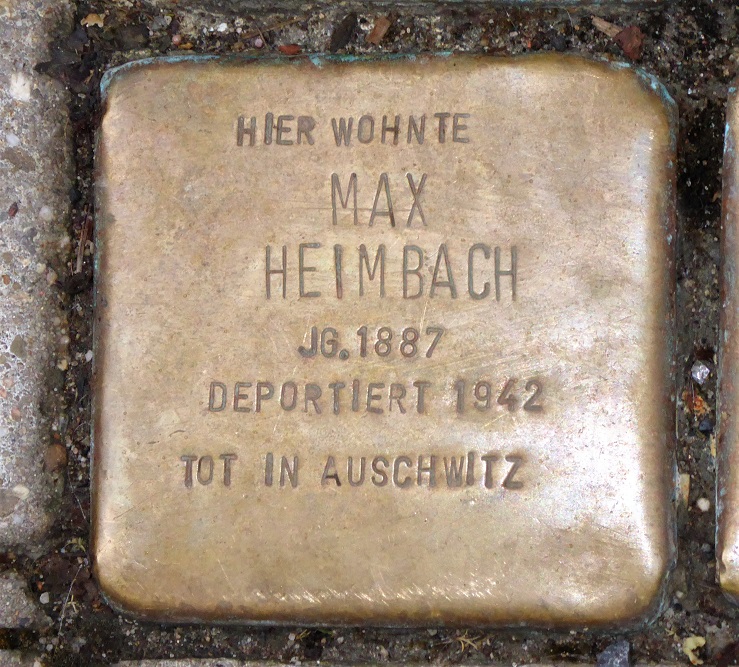 HIER WOHNTE
MAX
HEIMBACH
JG. 1887
DEPORTIERT 1942
TOT IN AUSCHWITZ